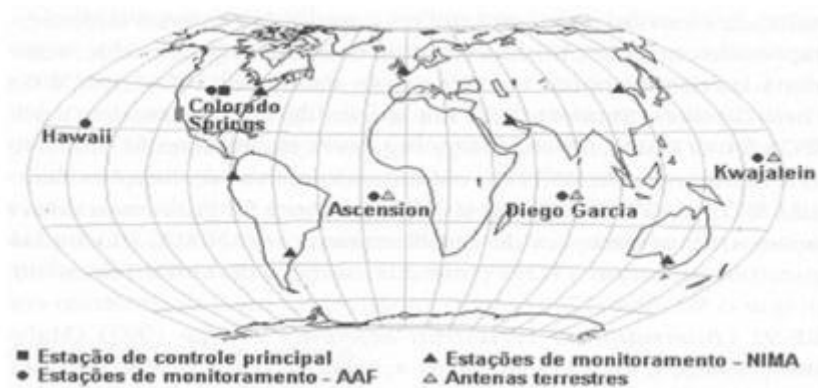 Colorado
Springs
Hawaii
Kwajalein
Ascension
Diego Garcia
Estação de controle principal
Estações de monitoramento - NIMA
Estações de monitoramento - AAF
Antenas terrestres